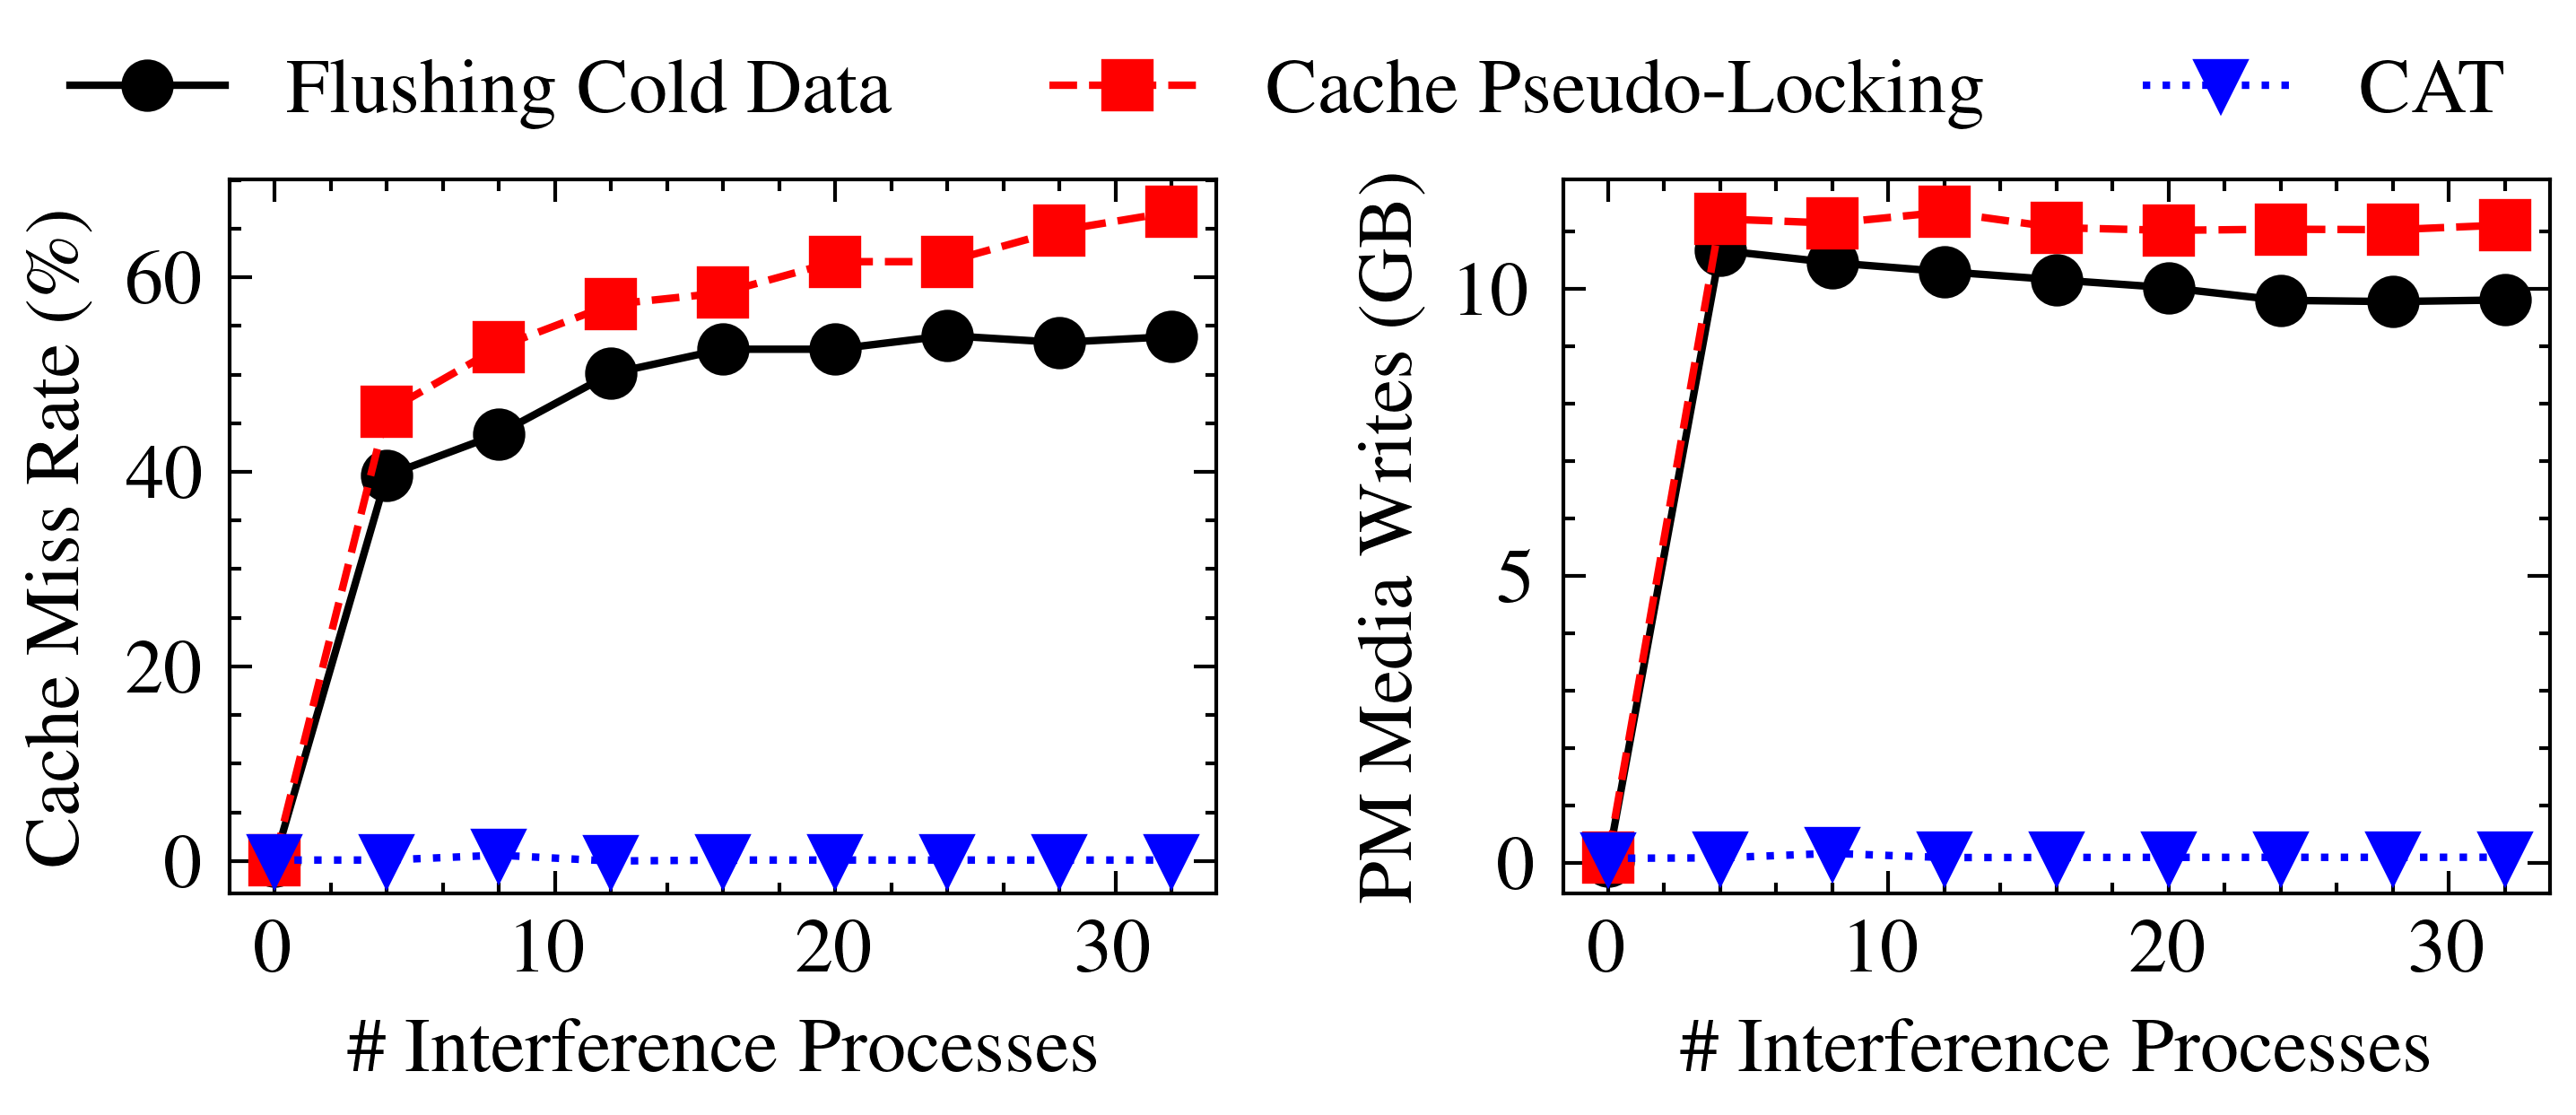 Flushing Cold Data Cache Pseudo-Locking CAT
Cache Miss Rate (%)
60
40
20
0
0 10 20 30
# Interference Processes
PM Media Writes (GB)
10
5
0
0 10 20 30
# Interference Processes